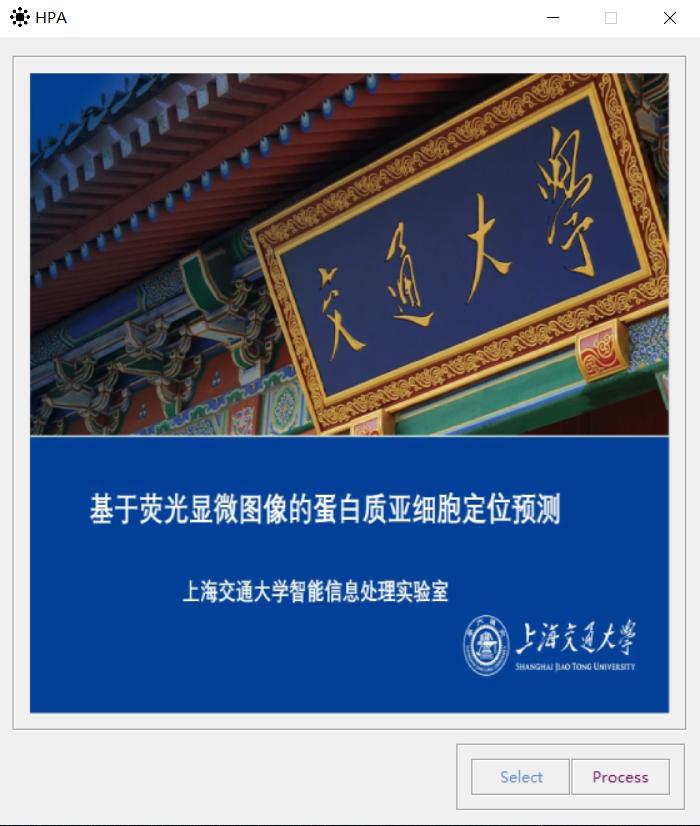 HPA
交通大學
基于荧光显微图像的蛋白质亚细胞定位预测
上海交通大学智能信息处理实验室
上海交通大学
SHANGHAI JIAO TONG UNIVERSITY
Select
Process